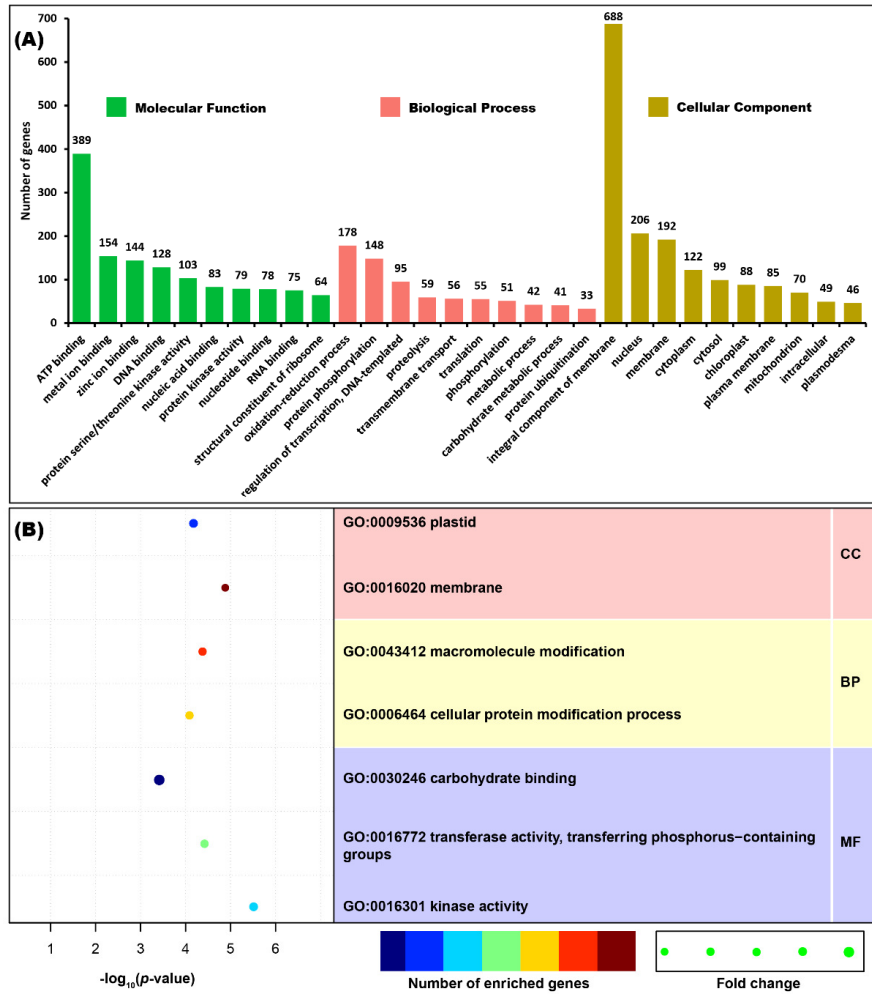 (A)
700
600
500
400
300
200
100
0
Number of genes
Molecular Function
Biological Process
Cellular Component
389
154
144
128
103
83
79
78
75
64
178
148
95
59
56
55
51
42
41
33
688
206
192
122
99
88
85
70
49
46
ATP binding
metal ion binding
zinc ion binding
DNA binding
protein serine/threonine kinase activity
nucleic acid binding
protein kinase activity
nucleotide binding
RNA binding
structural constituent of ribosome
oxidation-reduction process
protein phosphorylation
regulation of transcription, DNA-templated
proteolysis
transmembrane transport
translation
phosphorylation
metabolic process
carbohydrate metabolic process
protein ubiquitination
integral component of membrane
nucleus
membrane
cytoplasm
cytosol
chloroplast
plasma membrane
mitochondrion
intracellular
plasmodesma
(B)
GO:0009536 plastid
GO:0016020 membrane
CC
GO:0043412 macromolecule modification
GO:0006464 cellular protein modification process
BP
GO:0030246 carbohydrate binding
GO:0016772 transferase activity, transferring phosphorus−containing
groups
GO:0016301 kinase activity
MF
1 2 3 4 5 6
-log10(p-value)
Number of enriched genes
Fold change